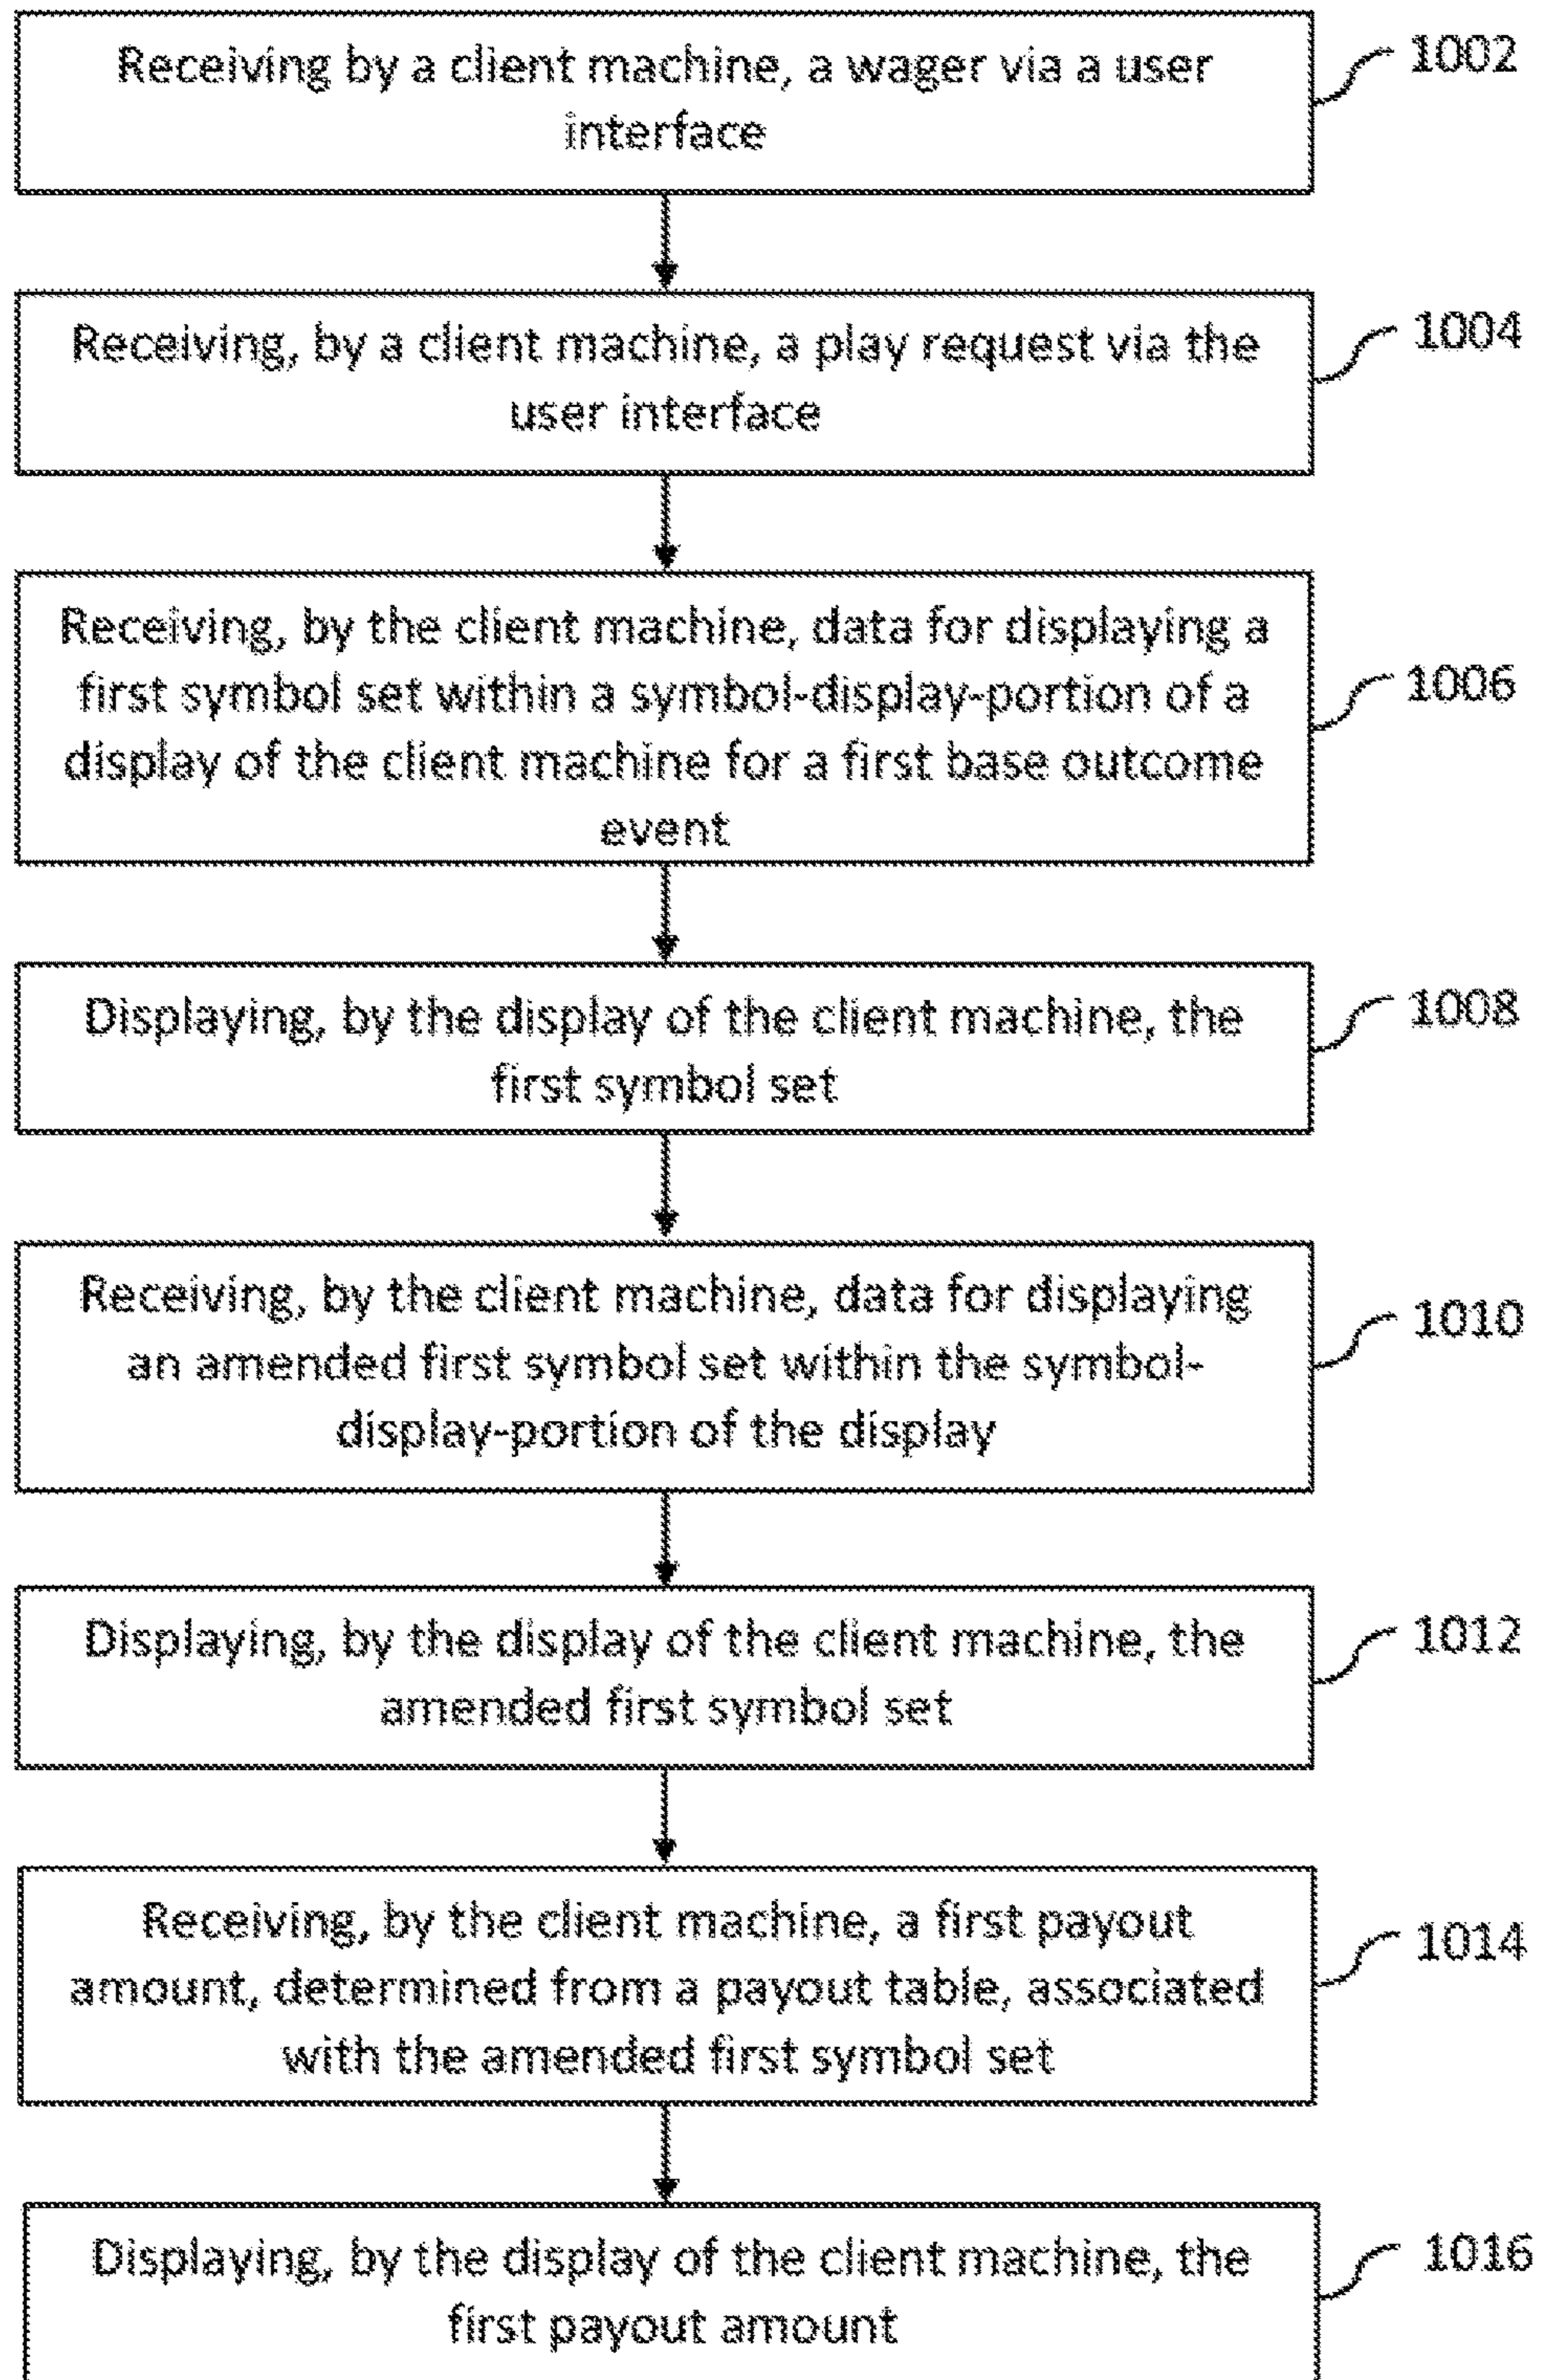 Receiving by a client machine, a wager via a user
interface
1002
Receiving, by a client machine, a play request via the
user interface
1004
Receiving, by the client machine, data for displaying a
first symbol set within a symbol-display-portion of a
display of the client machine for a first base outcome
event
1006
Displaying, by the display of the client machine, the
first symbol set
1008
Receiving, by the client machine, data for displaying
an amended first symbol set within the symbol-
display-portion of the display
1010
Displaying, by the display of the client machine, the
amended first symbol set
1012
Receiving, by the client machine, a first payout
amount, determined from a payout table, associated
with the amended first symbol set
1014
Displaying, by the display of the client machine, the
first payout amount
1016